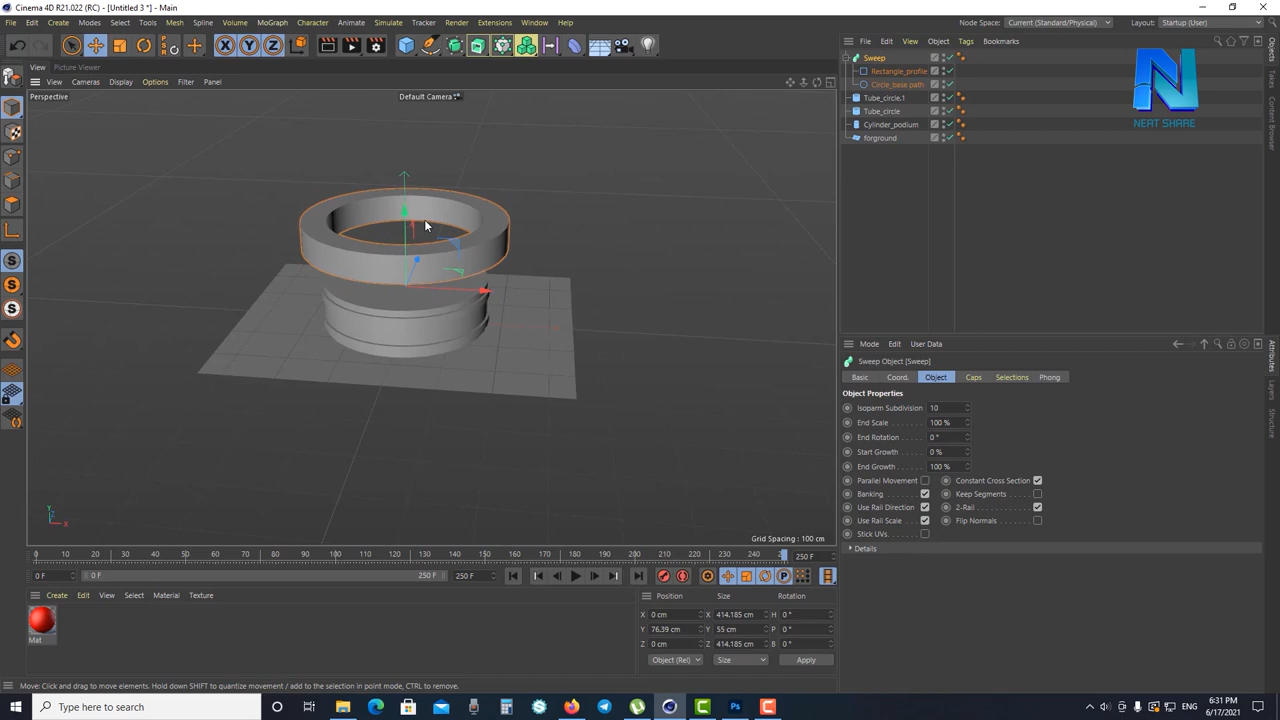 Cinema 4D R21.022 (RC) - [Untitled 3 *] - Main
File Edit Create Modes Select Tools Mesh Spline Volume MoGraph Character Animate Simulate Tracker Render Extensions Window Help
Node Space: Current (Standard/Physical) Layout: Startup (User)
View Picture Viewer
View Cameras Display Options Filter Panel
Perspective
Default Camera
File Edit View Object Tags Bookmarks
Sweep
Rectangle_profile
Circle_base path
Tube_circle.1
Tube_circle
Cylinder_podium
forground
NERT SHARE
Objects
Takes
Content Browser
Mode Edit User Data
Sweep Object [Sweep]
Basic Coord. Object Caps Selections Phong
Object Properties
Isoparm Subdivision 10
End Scale 100 %
End Rotation 0 °
Start Growth 0 %
End Growth 100 %
Parallel Movement Constant Cross Section
Banking Keep Segments
Use Rail Direction 2-Rail
Use Rail Scale Flip Normals
Stick UVs
Details
Attributes
Layers
Structure
Y
Z
X
Grid Spacing : 100 cm
0 10 20 30 40 50 60 70 80 90 100 110 120 130 140 150 160 170 180 190 200 210 220 230 240 250 F
0 F 0 F 250 F 250 F
Create Edit View Select Material Texture
Mat
Position Size Rotation
X 0 cm X 414.185 cm H 0 °
Y 76.39 cm Y 55 cm P 0 °
Z 0 cm Z 414.185 cm B 0 °
Object (Rel) Size Apply
Move: Click and drag to move elements. Hold down SHIFT to quantize movement / add to the selection in point mode, CTRL to remove.
Type here to search
ENG
6:31 PM
6/17/2021